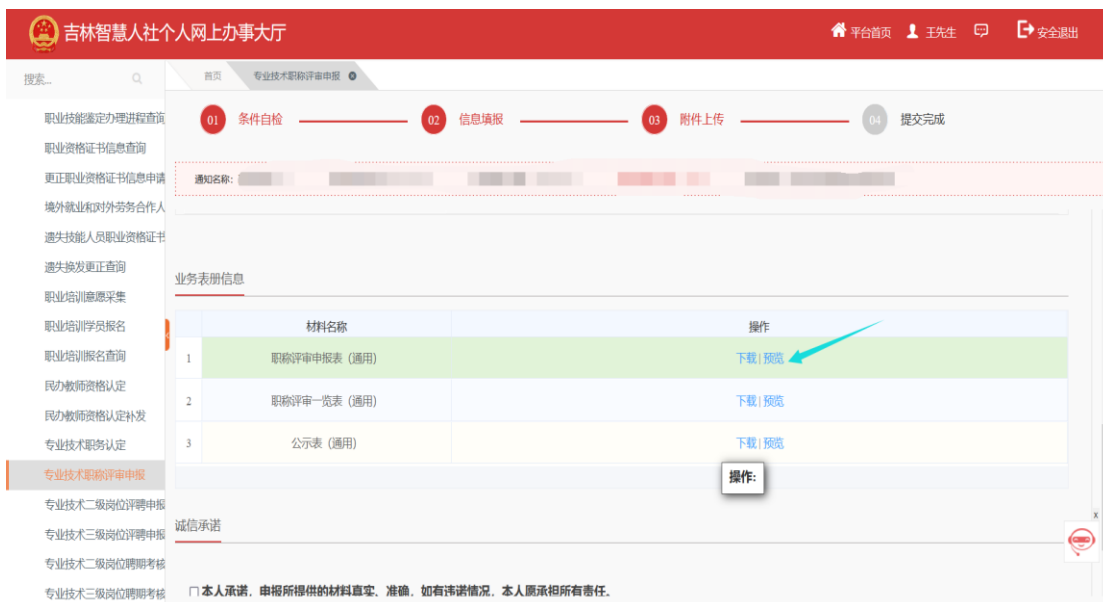 吉林智慧人社个人网上办事大厅
平台首页 王先生 安全退出
搜索...
首页 专业技术职称评审申报
职业技能鉴定办理进程查询
职业资格证书信息查询
更正职业资格证书信息申请
境外就业和对外劳务合作人
遗失技能人员职业资格证书
遗失换发更正查询
职业培训意愿采集
职业培训学员报名
职业培训报名查询
民办教师资格认定
民办教师资格认定补发
专业技术职务认定
专业技术职称评审申报
专业技术二级岗位评聘申报
专业技术三级岗位评聘申报
专业技术二级岗位聘期考核
专业技术三级岗位聘期考核
01 条件自检 02 信息填报 03 附件上传 04 提交完成
通知名称:
业务表册信息
材料名称 操作
1 职称评审申报表（通用） 下载|预览
2 职称评审一览表（通用） 下载|预览
3 公示表（通用） 下载|预览
操作:
诚信承诺
x
本人承诺，申报所提供的材料真实、准确，如有违诺情况，本人愿承担所有责任。